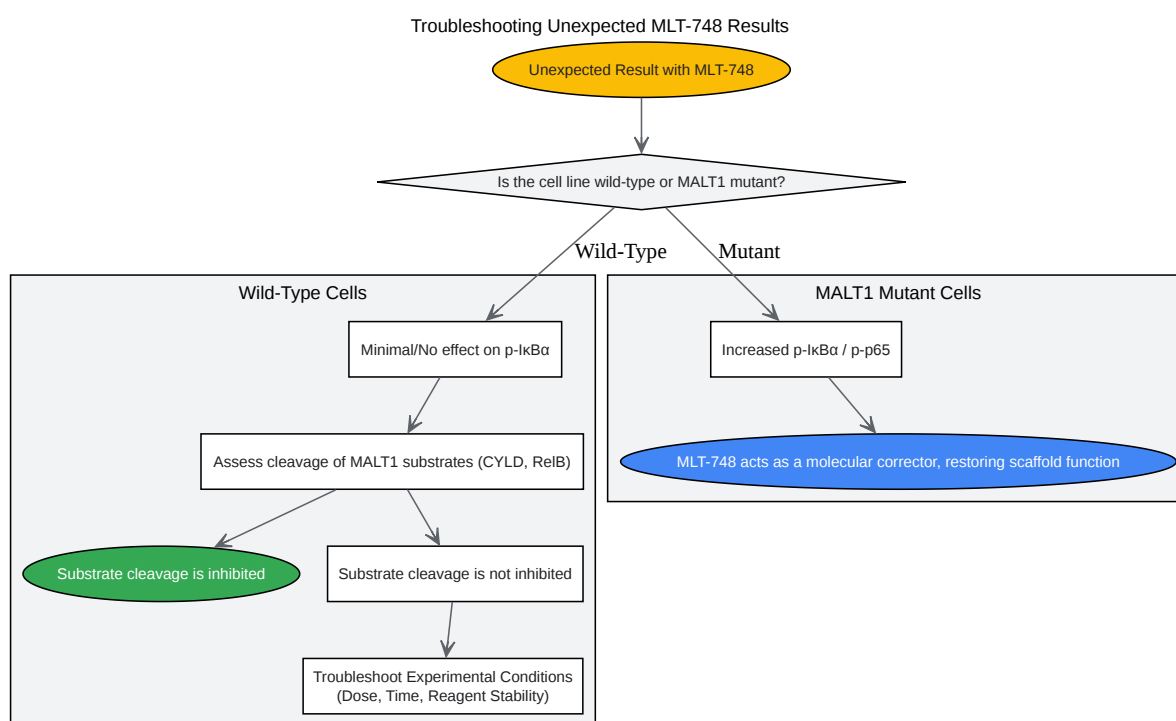 Troubleshooting Unexpected MLT-748 Results
Unexpected Result with MLT-748
Is the cell line wild-type or MALT1 mutant?
Wild-Type
Mutant
Wild-Type Cells
Minimal/No effect on p-IκBα
Assess cleavage of MALT1 substrates (CYLD, RelB)
Substrate cleavage is inhibited
Substrate cleavage is not inhibited
Troubleshoot Experimental Conditions
(Dose, Time, Reagent Stability)
MALT1 Mutant Cells
Increased p-IκBα / p-p65
MLT-748 acts as a molecular corrector, restoring scaffold function